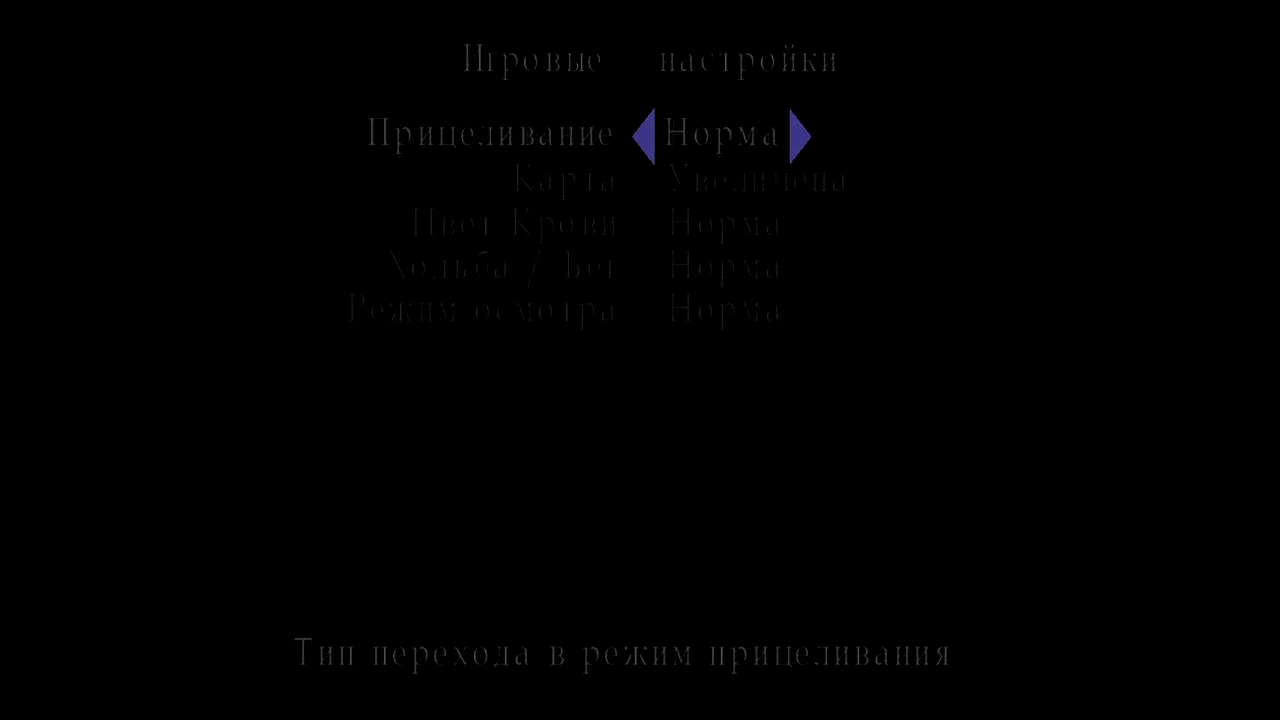 Игровые настройки
Прицеливание Норма
Карта Увеличена
Цвет Крови Норма
Ходьба / Бег Норма
Режим осмотра Норма
Тип перехода в режим прицеливания